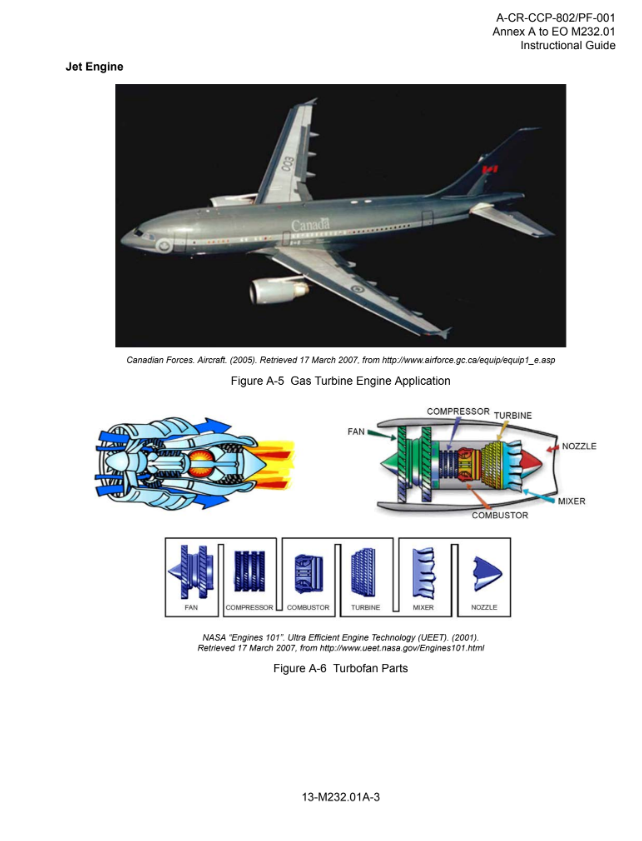 A-CR-CCP-802/PF-001
Annex A to EO M232.01
Instructional Guide
Jet Engine
003
Canada
Canadian Forces. Aircraft. (2005). Retrieved 17 March 2007, from http://www.airforce.gc.ca/equip/equip1_e.asp
Figure A-5 Gas Turbine Engine Application
COMPRESSOR
TURBINE
FAN
NOZZLE
MIXER
COMBUSTOR
FAN
COMPRESSOR
COMBUSTOR
TURBINE
MIXER
NOZZLE
NASA "Engines 101". Ultra Efficient Engine Technology (UEET). (2001).
Retrieved 17 March 2007, from http://www.ueet.nasa.gov/Engines101.html
Figure A-6 Turbofan Parts
13-M232.01A-3